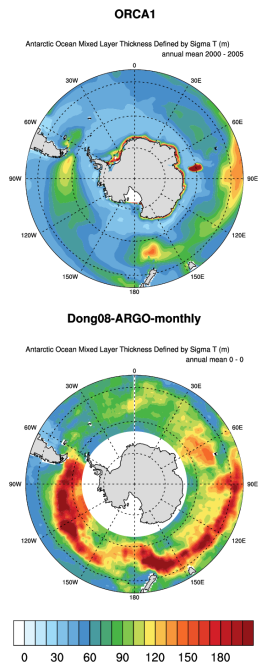 ORCA1
Antarctic Ocean Mixed Layer Thickness Defined by Sigma T (m)
annual mean 2000 - 2005
0
30W 30E
60W 60E
90W 90E
120W 120E
150W 150E
180
Dong08-ARGO-monthly
Antarctic Ocean Mixed Layer Thickness Defined by Sigma T (m)
annual mean 0 - 0
0
30W 30E
60W 60E
90W 90E
120W 120E
150W 150E
180
0 30 60 90 120 150 180